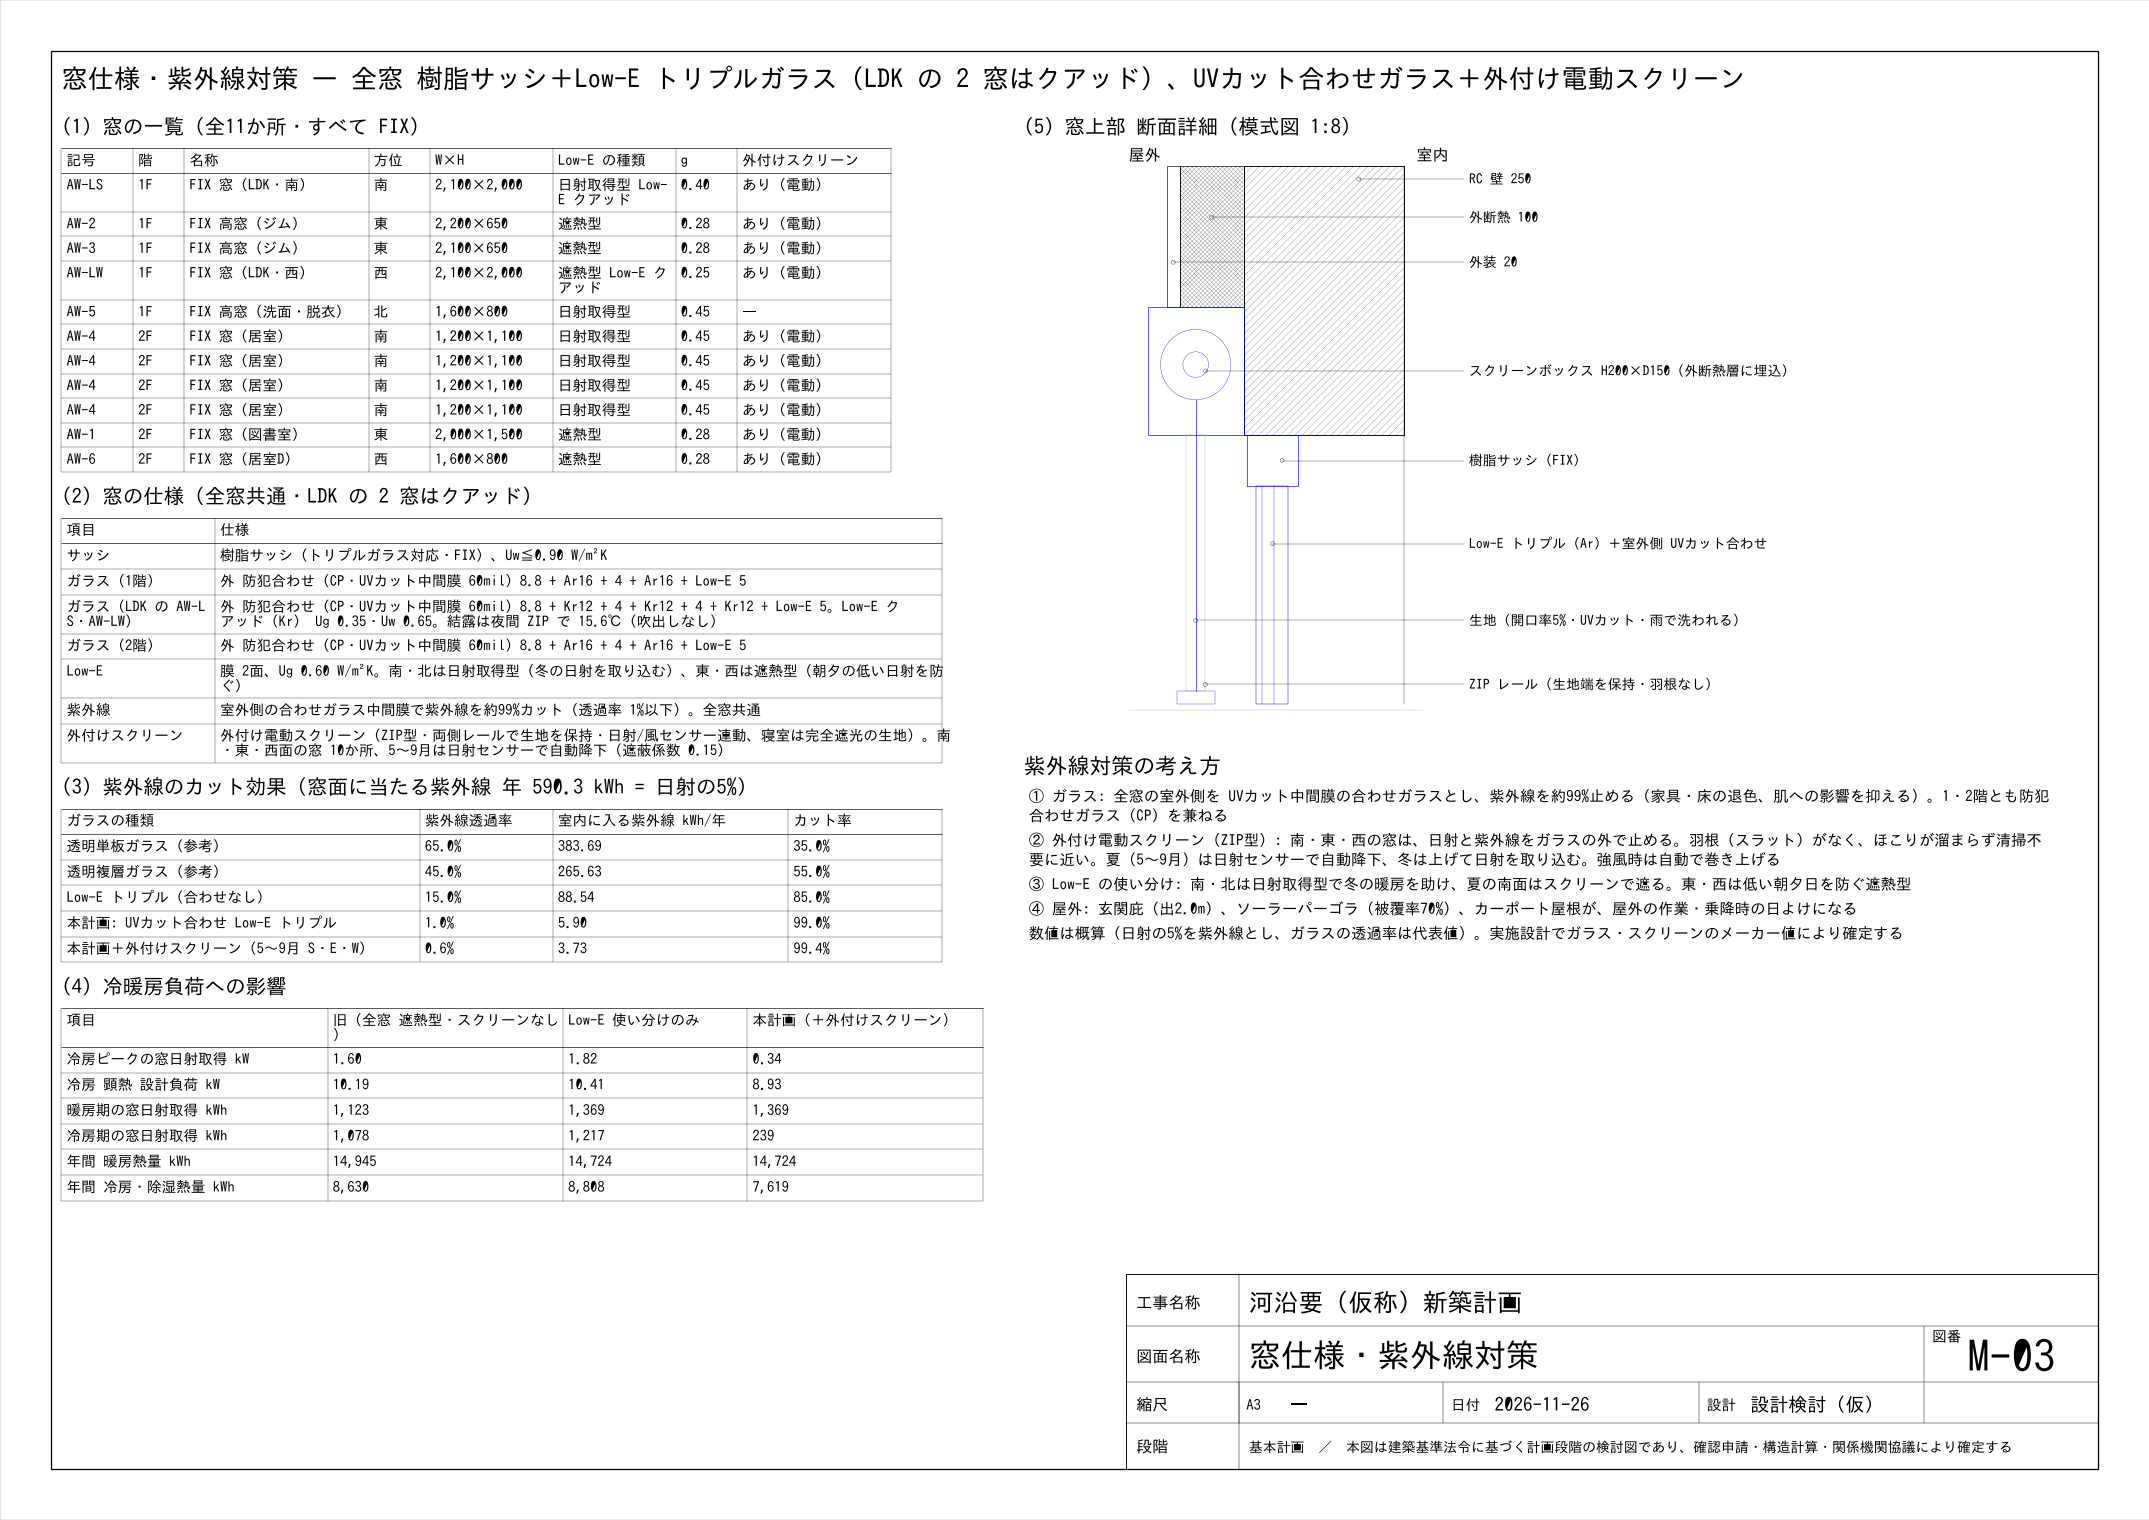 窓仕様・紫外線対策 ― 全窓 樹脂サッシ＋Low-E トリプルガラス（LDK の 2 窓はクアッド）、UVカット合わせガラス＋外付け電動スクリーン
（1）窓の一覧（全11か所・すべて FIX）
記号 階 名称 方位 W×H Low-E の種類 g 外付けスクリーン
AW-LS 1F FIX 窓（LDK・南） 南 2,100×2,000 日射取得型 Low-
E クアッド 0.40 あり（電動）
AW-2 1F FIX 高窓（ジム） 東 2,200×650 遮熱型 0.28 あり（電動）
AW-3 1F FIX 高窓（ジム） 東 2,100×650 遮熱型 0.28 あり（電動）
AW-LW 1F FIX 窓（LDK・西） 西 2,100×2,000 遮熱型 Low-E ク
アッド 0.25 あり（電動）
AW-5 1F FIX 高窓（洗面・脱衣） 北 1,600×800 日射取得型 0.45 ―
AW-4 2F FIX 窓（居室） 南 1,200×1,100 日射取得型 0.45 あり（電動）
AW-4 2F FIX 窓（居室） 南 1,200×1,100 日射取得型 0.45 あり（電動）
AW-4 2F FIX 窓（居室） 南 1,200×1,100 日射取得型 0.45 あり（電動）
AW-4 2F FIX 窓（居室） 南 1,200×1,100 日射取得型 0.45 あり（電動）
AW-1 2F FIX 窓（図書室） 東 2,000×1,500 遮熱型 0.28 あり（電動）
AW-6 2F FIX 窓（居室D） 西 1,600×800 遮熱型 0.28 あり（電動）
（2）窓の仕様（全窓共通・LDK の 2 窓はクアッド）
項目 仕様
サッシ 樹脂サッシ（トリプルガラス対応・FIX）、Uw≦0.90 W/m²K
ガラス（1階） 外 防犯合わせ（CP・UVカット中間膜 60mil）8.8 + Ar16 + 4 + Ar16 + Low-E 5
ガラス（LDK の AW-L
S・AW-LW） 外 防犯合わせ（CP・UVカット中間膜 60mil）8.8 + Kr12 + 4 + Kr12 + 4 + Kr12 + Low-E 5。Low-E ク
アッド（Kr） Ug 0.35・Uw 0.65。結露は夜間 ZIP で 15.6℃（吹出しなし）
ガラス（2階） 外 防犯合わせ（CP・UVカット中間膜 60mil）8.8 + Ar16 + 4 + Ar16 + Low-E 5
Low-E 膜 2面、Ug 0.60 W/m²K。南・北は日射取得型（冬の日射を取り込む）、東・西は遮熱型（朝夕の低い日射を防
ぐ）
紫外線 室外側の合わせガラス中間膜で紫外線を約99%カット（透過率 1%以下）。全窓共通
外付けスクリーン 外付け電動スクリーン（ZIP型・両側レールで生地を保持・日射/風センサー連動、寝室は完全遮光の生地）。南
・東・西面の窓 10か所、5～9月は日射センサーで自動降下（遮蔽係数 0.15）
（3）紫外線のカット効果（窓面に当たる紫外線 年 590.3 kWh = 日射の5%）
ガラスの種類 紫外線透過率 室内に入る紫外線 kWh/年 カット率
透明単板ガラス（参考） 65.0% 383.69 35.0%
透明複層ガラス（参考） 45.0% 265.63 55.0%
Low-E トリプル（合わせなし） 15.0% 88.54 85.0%
本計画: UVカット合わせ Low-E トリプル 1.0% 5.90 99.0%
本計画＋外付けスクリーン（5～9月 S・E・W） 0.6% 3.73 99.4%
（4）冷暖房負荷への影響
項目 旧（全窓 遮熱型・スクリーンなし
） Low-E 使い分けのみ 本計画（＋外付けスクリーン）
冷房ピークの窓日射取得 kW 1.60 1.82 0.34
冷房 顕熱 設計負荷 kW 10.19 10.41 8.93
暖房期の窓日射取得 kWh 1,123 1,369 1,369
冷房期の窓日射取得 kWh 1,078 1,217 239
年間 暖房熱量 kWh 14,945 14,724 14,724
年間 冷房・除湿熱量 kWh 8,630 8,808 7,619
（5）窓上部 断面詳細（模式図 1:8）
屋外 室内
RC 壁 250
外断熱 100
外装 20
スクリーンボックス H200×D150（外断熱層に埋込）
樹脂サッシ（FIX）
Low-E トリプル（Ar）＋室外側 UVカット合わせ
生地（開口率5%・UVカット・雨で洗われる）
ZIP レール（生地端を保持・羽根なし）
紫外線対策の考え方
① ガラス: 全窓の室外側を UVカット中間膜の合わせガラスとし、紫外線を約99%止める（家具・床の退色、肌への影響を抑える）。1・2階とも防犯
合わせガラス（CP）を兼ねる
② 外付け電動スクリーン（ZIP型）: 南・東・西の窓は、日射と紫外線をガラスの外で止める。羽根（スラット）がなく、ほこりが溜まらず清掃不
要に近い。夏（5～9月）は日射センサーで自動降下、冬は上げて日射を取り込む。強風時は自動で巻き上げる
③ Low-E の使い分け: 南・北は日射取得型で冬の暖房を助け、夏の南面はスクリーンで遮る。東・西は低い朝夕日を防ぐ遮熱型
④ 屋外: 玄関庇（出2.0m）、ソーラーパーゴラ（被覆率70%）、カーポート屋根が、屋外の作業・乗降時の日よけになる
数値は概算（日射の5%を紫外線とし、ガラスの透過率は代表値）。実施設計でガラス・スクリーンのメーカー値により確定する
工事名称 河沿要（仮称）新築計画
図面名称 窓仕様・紫外線対策 図番 M-03
縮尺 A3 ― 日付 2026-11-26 設計 設計検討（仮）
段階 基本計画 ／ 本図は建築基準法令に基づく計画段階の検討図であり、確認申請・構造計算・関係機関協議により確定する